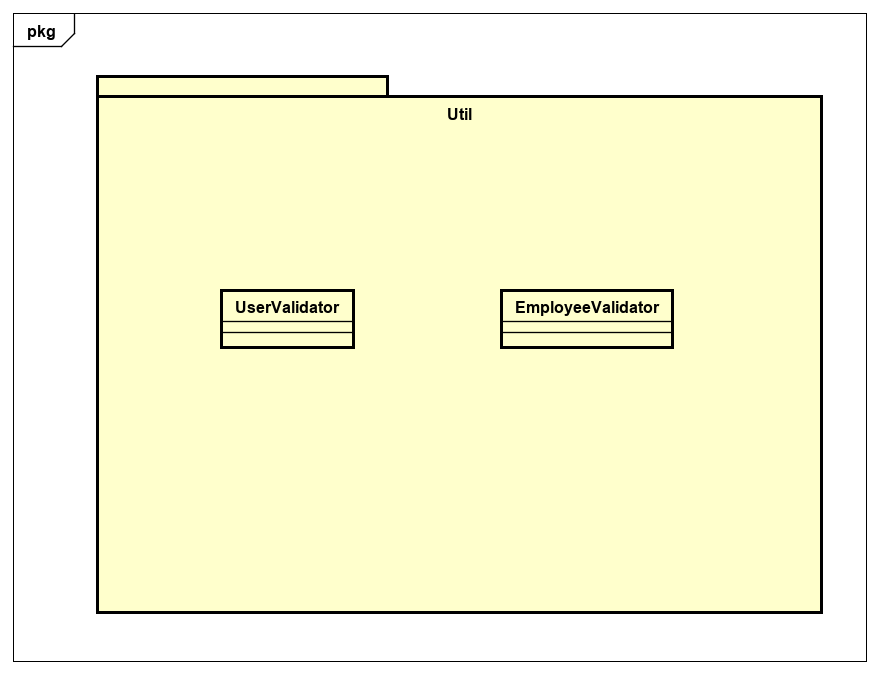 pkg
Util
UserValidator
EmployeeValidator